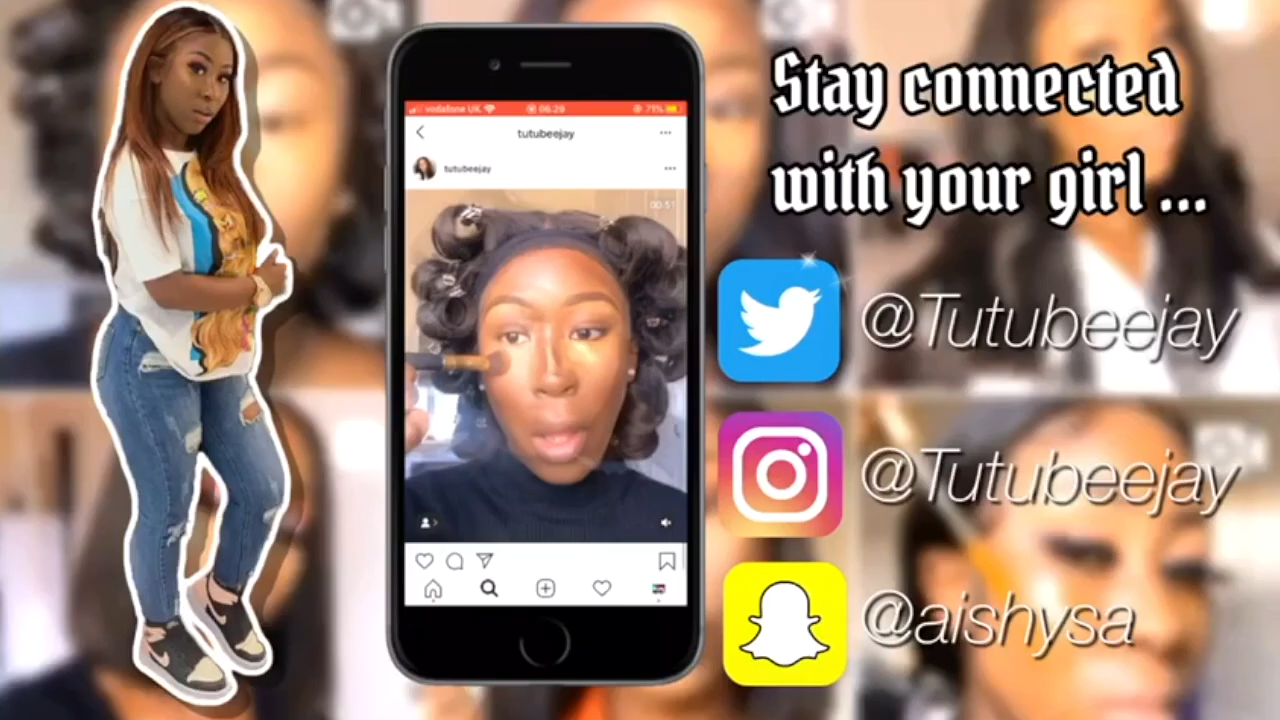 Stay connected
with your girl ...
vodafone UK 06.29 71%
tutubeejay
tutubeejay
00:51
@Tutubeejay
@Tutubeejay
@aishysa